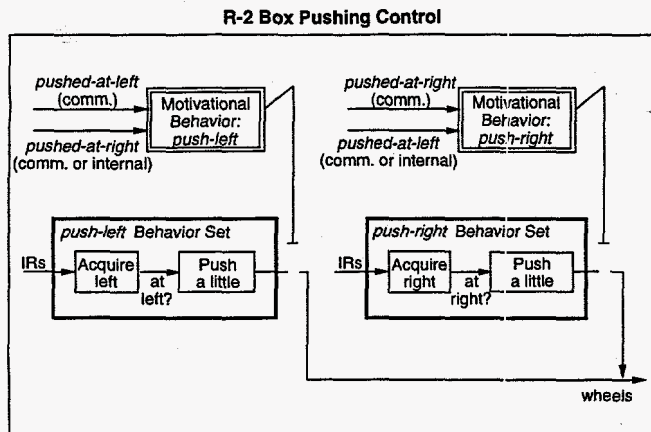 R-2 Box Pushing Control
pushed-at-left
(comm.)
pushed-at-right
(comm. or internal)
Motivational
Behavior:
push-left
pushed-at-right
(comm.)
pushed-at-left
(comm. or internal)
Motivational
Behavior:
push-right
push-left Behavior Set
IRs
Acquire
left
at
left?
Push
a little
push-right Behavior Set
IRs
Acquire
right
at
right?
Push
a little
wheels